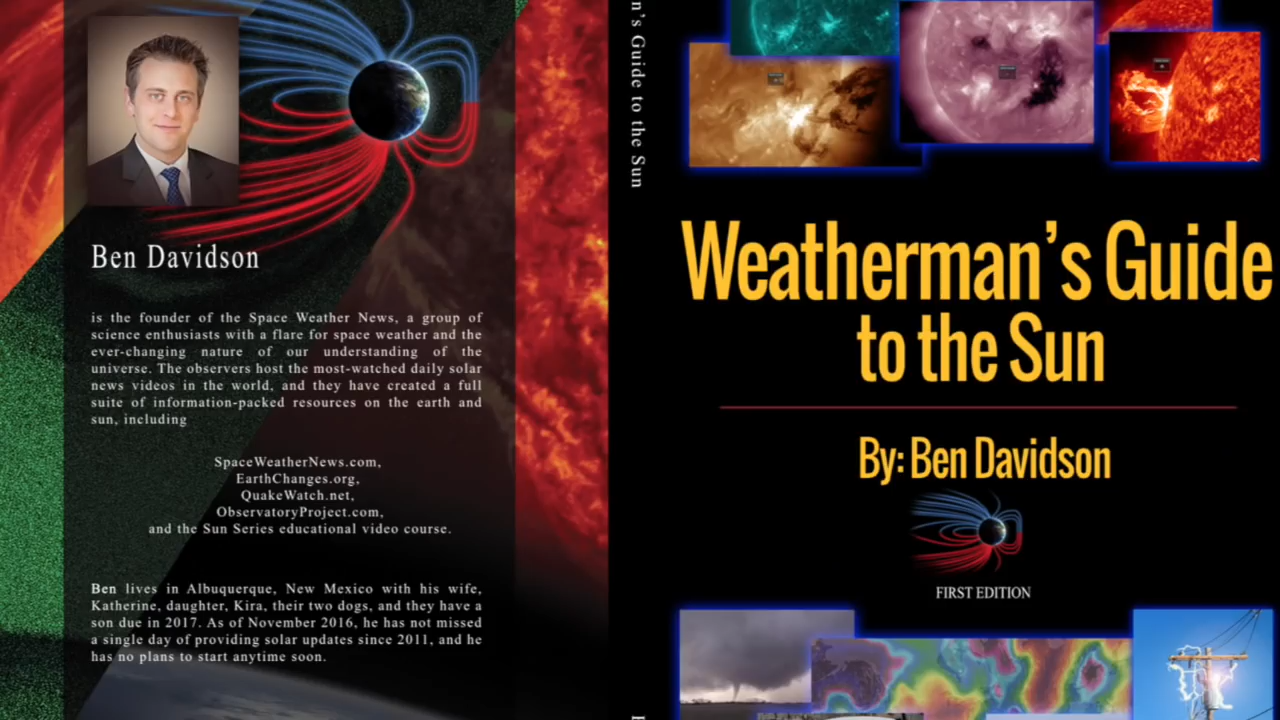 Ben Davidson
is the founder of the Space Weather News, a group of
science enthusiasts with a flare for space weather and the
ever-changing nature of our understanding of the
universe. The observers host the most-watched daily solar
news videos in the world, and they have created a full
suite of information-packed resources on the earth and
sun, including
SpaceWeatherNews.com,
EarthChanges.org,
QuakeWatch.net,
ObservatoryProject.com,
and the Sun Series educational video course.
Ben lives in Albuquerque, New Mexico with his wife,
Katherine, daughter, Kira, their two dogs, and they have a
son due in 2017. As of November 2016, he has not missed
a single day of providing solar updates since 2011, and he
has no plans to start anytime soon.
n's Guide to the Sun
Weatherman's Guide
to the Sun
By: Ben Davidson
FIRST EDITION